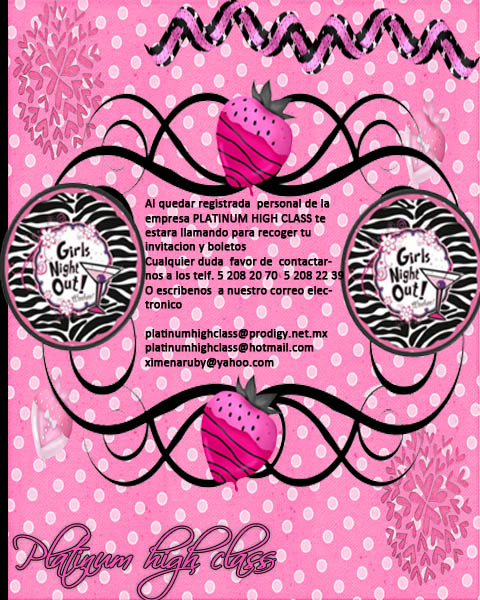 Al quedar registrada personal de la
empresa PLATINUM HIGH CLASS te
estara llamando para recoger tu
invitacion y boletos
Cualquier duda favor de contactar-
nos a los telf. 5 208 20 70 5 208 22 39
O escribenos a nuestro correo elec-
tronico
platinumhighclass@prodigy.net.mx
platinumhighclass@hotmail.com
ximenaruby@yahoo.com
Girls
Night
Out!
Girls
Night
Out!
Platinum high class